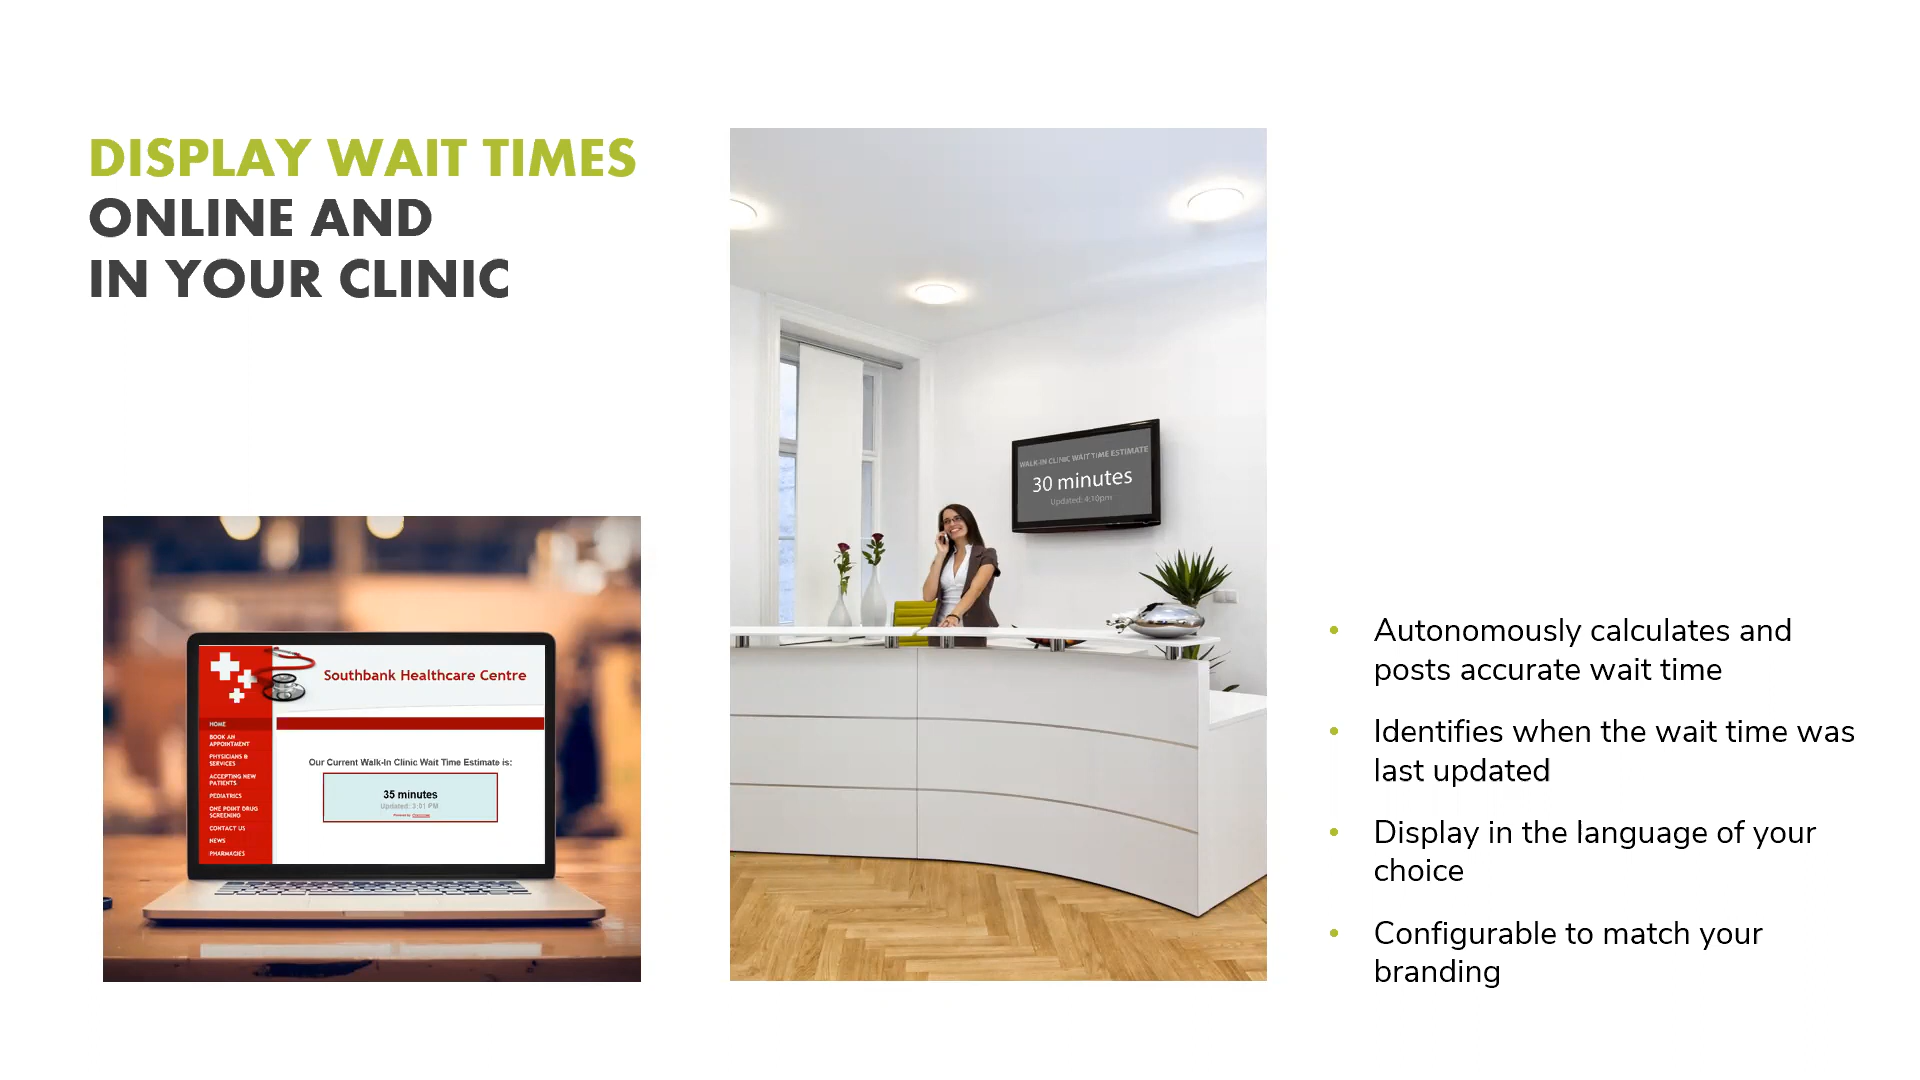 DISPLAY WAIT TIMES
ONLINE AND
IN YOUR CLINIC
Southbank Healthcare Centre
HOME
BOOK AN
APPOINTMENT
PHYSICIANS &
SERVICES
ACCEPTING NEW
PATIENTS
PEDIATRICS
ONE POINT DRUG
SCREENING
CONTACT US
NEWS
PHARMACIES
Our Current Walk-In Clinic Wait Time Estimate is:
35 minutes
Updated: 3:01 PM
Powered by
WALK-IN CLINIC WAIT TIME ESTIMATE
30 minutes
Updated: 4:10pm
• Autonomously calculates and
posts accurate wait time
• Identifies when the wait time was
last updated
• Display in the language of your
choice
• Configurable to match your
branding